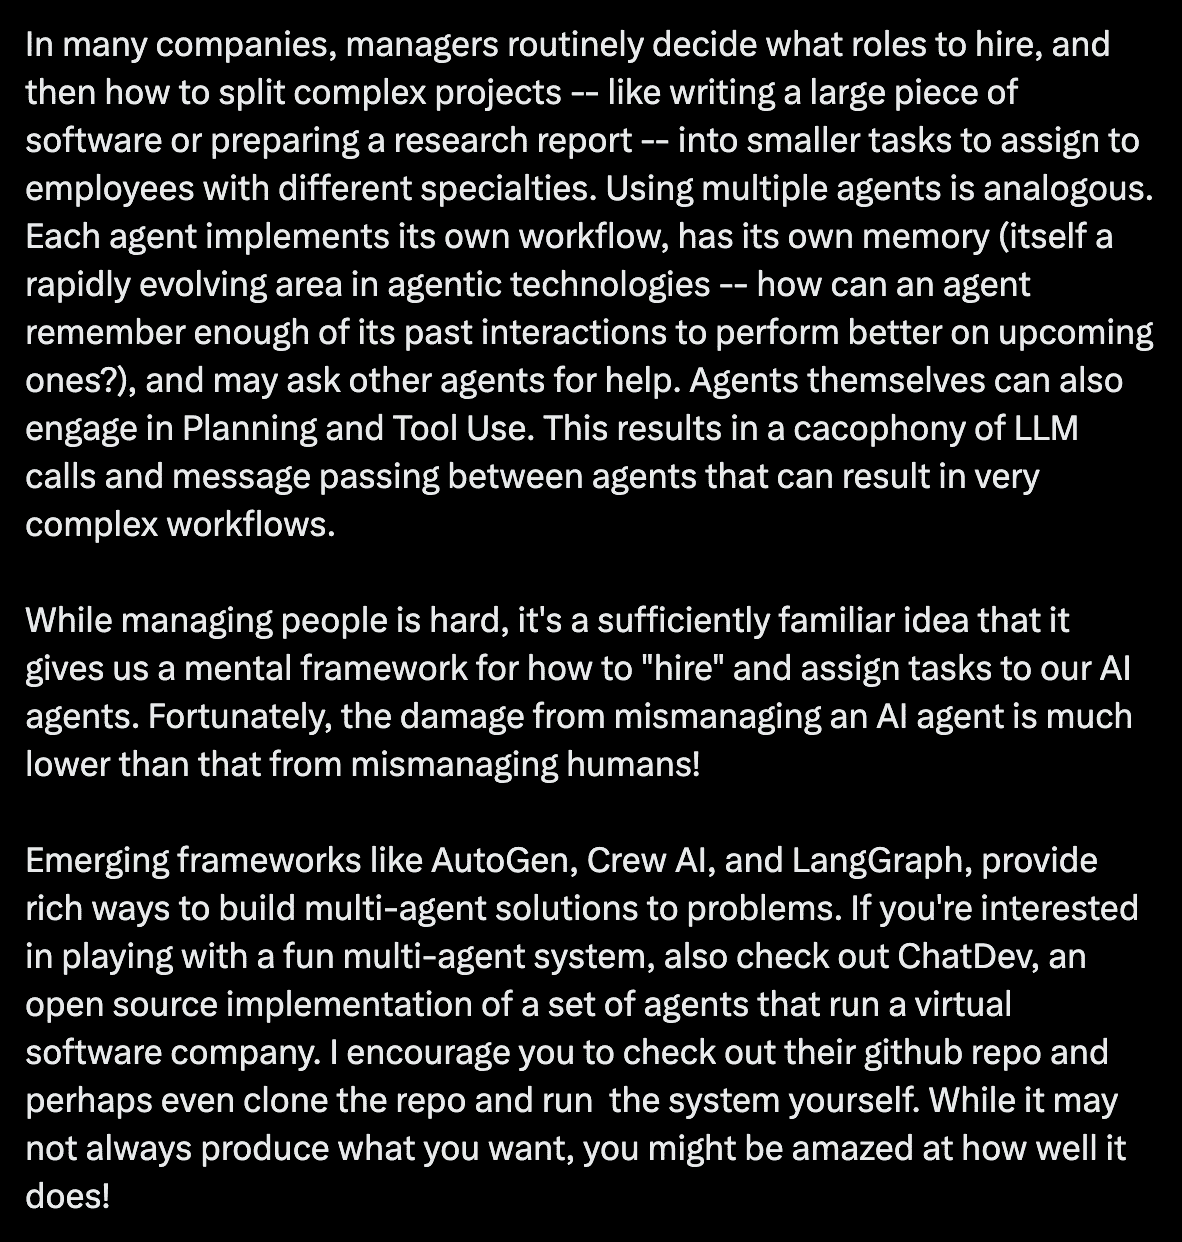 In many companies, managers routinely decide what roles to hire, and
then how to split complex projects -- like writing a large piece of
software or preparing a research report -- into smaller tasks to assign to
employees with different specialties. Using multiple agents is analogous.
Each agent implements its own workflow, has its own memory (itself a
rapidly evolving area in agentic technologies -- how can an agent
remember enough of its past interactions to perform better on upcoming
ones?), and may ask other agents for help. Agents themselves can also
engage in Planning and Tool Use. This results in a cacophony of LLM
calls and message passing between agents that can result in very
complex workflows.

While managing people is hard, it's a sufficiently familiar idea that it
gives us a mental framework for how to "hire" and assign tasks to our AI
agents. Fortunately, the damage from mismanaging an AI agent is much
lower than that from mismanaging humans!

Emerging frameworks like AutoGen, Crew AI, and LangGraph, provide
rich ways to build multi-agent solutions to problems. If you're interested
in playing with a fun multi-agent system, also check out ChatDev, an
open source implementation of a set of agents that run a virtual
software company. I encourage you to check out their github repo and
perhaps even clone the repo and run  the system yourself. While it may
not always produce what you want, you might be amazed at how well it
does!